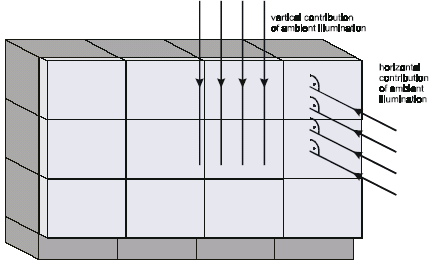 vertical contribution
of ambient illumination
horizontal
contribution
of ambient
illumination